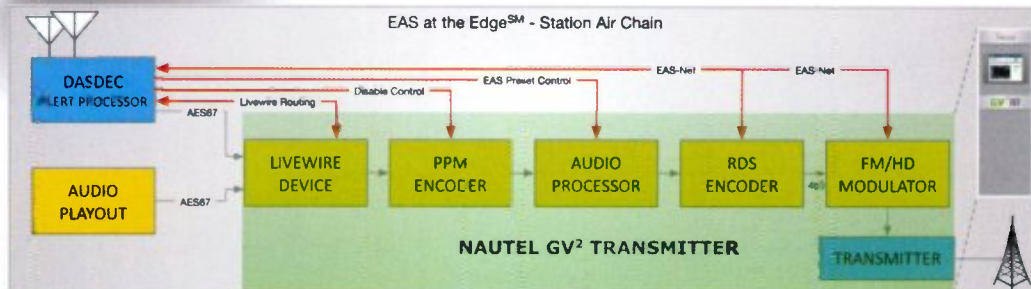 EAS at the Edge℠ - Station Air Chain
DASDEC
ALERT PROCESSOR
EAS-Net
EAS-Net
EAS Preset Control
Disable Control
Livewire Routing
AES67
LIVEWIRE
DEVICE
PPM
ENCODER
AUDIO
PROCESSOR
RDS
ENCODER
FM/HD
MODULATOR
AUDIO
PLAYOUT
AES67
NAUTEL GV² TRANSMITTER
TRANSMITTER